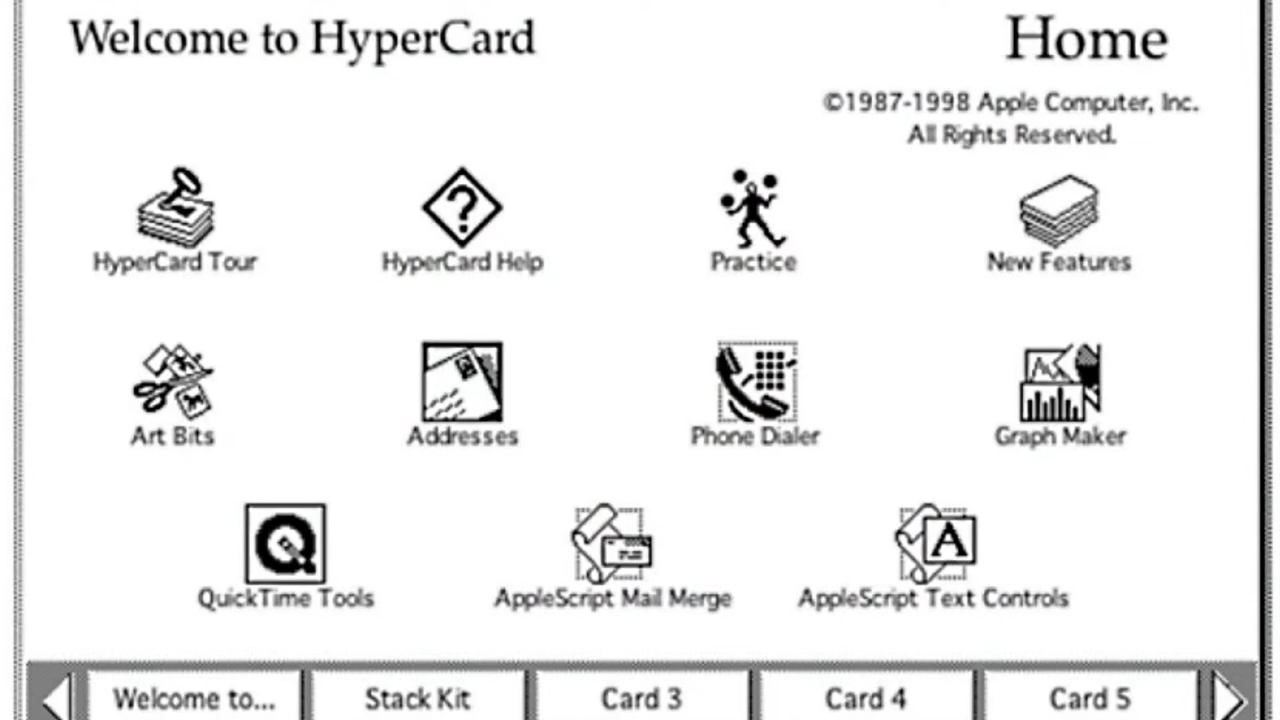 Welcome to HyperCard
Home
©1987-1998 Apple Computer, Inc.
All Rights Reserved.
HyperCard Tour
HyperCard Help
Practice
New Features
Art Bits
Addresses
Phone Dialer
Graph Maker
QuickTime Tools
AppleScript Mail Merge
A
AppleScript Text Controls
Welcome to...
Stack Kit
Card 3
Card 4
Card 5